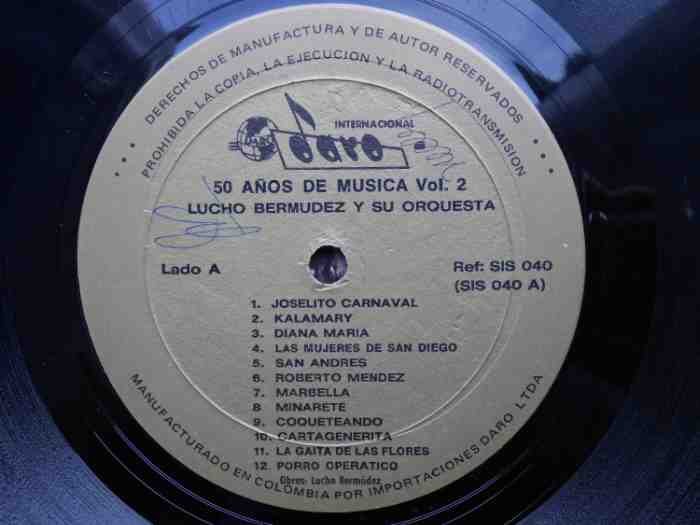 DERECHOS DE MANUFACTURA Y DE AUTOR RESERVADOS
PROHIBIDA LA COPIA, LA EJECUCION Y LA RADIOTRANSMISION
INTERNACIONAL
daro
50 AÑOS DE MUSICA Vol. 2
LUCHO BERMUDEZ Y SU ORQUESTA
Lado A
Ref: SIS 040
(SIS 040 A)
1. JOSELITO CARNAVAL
2. KALAMARY
3. DIANA MARIA
4. LAS MUJERES DE SAN DIEGO
5. SAN ANDRES
6. ROBERTO MENDEZ
7. MARBELLA
8 MINARETE
9. COQUETEANDO
10. CARTAGENERITA
11. LA GAITA DE LAS FLORES
12. PORRO OPERATICO
Obras: Lucho Bermúdez
MANUFACTURADO EN COLOMBIA POR IMPORTACIONES DARO LTDA